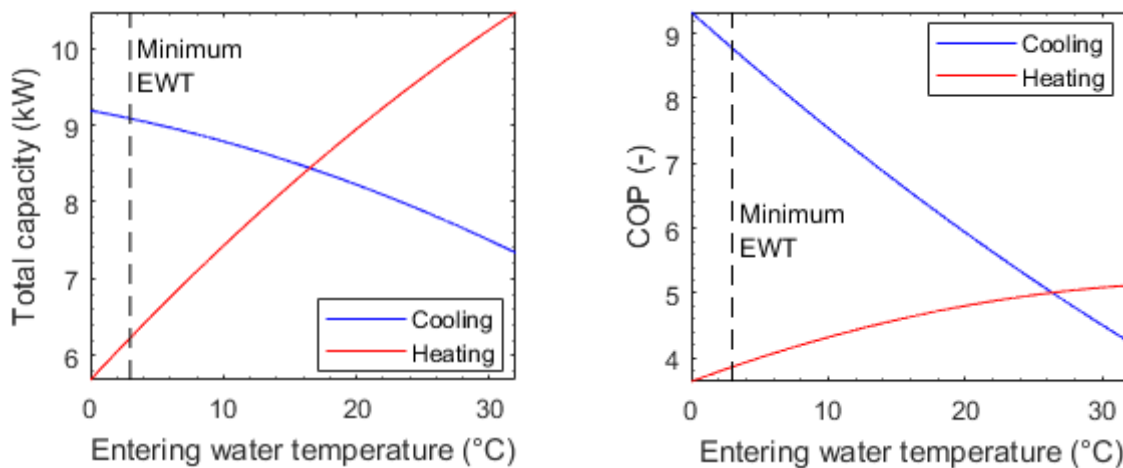 Total capacity (kW)
10
9
8
7
6
Minimum
EWT
Cooling
Heating
0
10
20
30
Entering water temperature (°C)
COP (-)
9
8
7
6
5
4
Cooling
Heating
Minimum
EWT
0
10
20
30
Entering water temperature (°C)